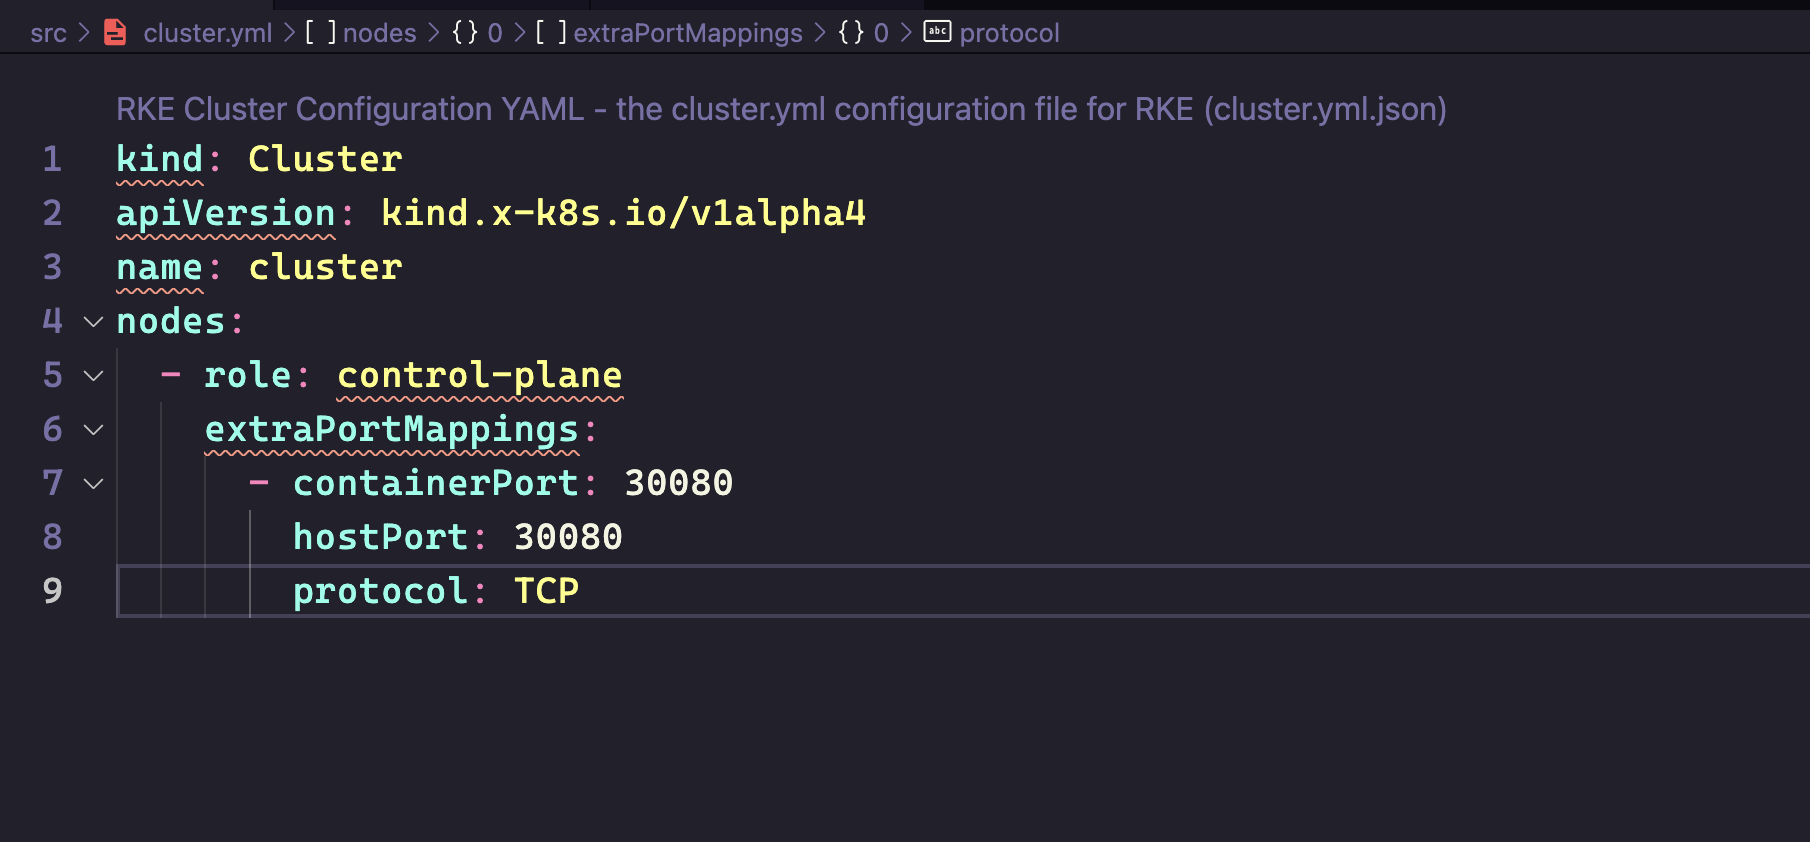 src > cluster.yml > [ ] nodes > {} 0 > [ ] extraPortMappings > {} 0 > abc protocol
RKE Cluster Configuration YAML - the cluster.yml configuration file for RKE (cluster.yml.json)
1 kind: Cluster
2 apiVersion: kind.x-k8s.io/v1alpha4
3 name: cluster
4 nodes:
5   - role: control-plane
6     extraPortMappings:
7       - containerPort: 30080
8         hostPort: 30080
9         protocol: TCP